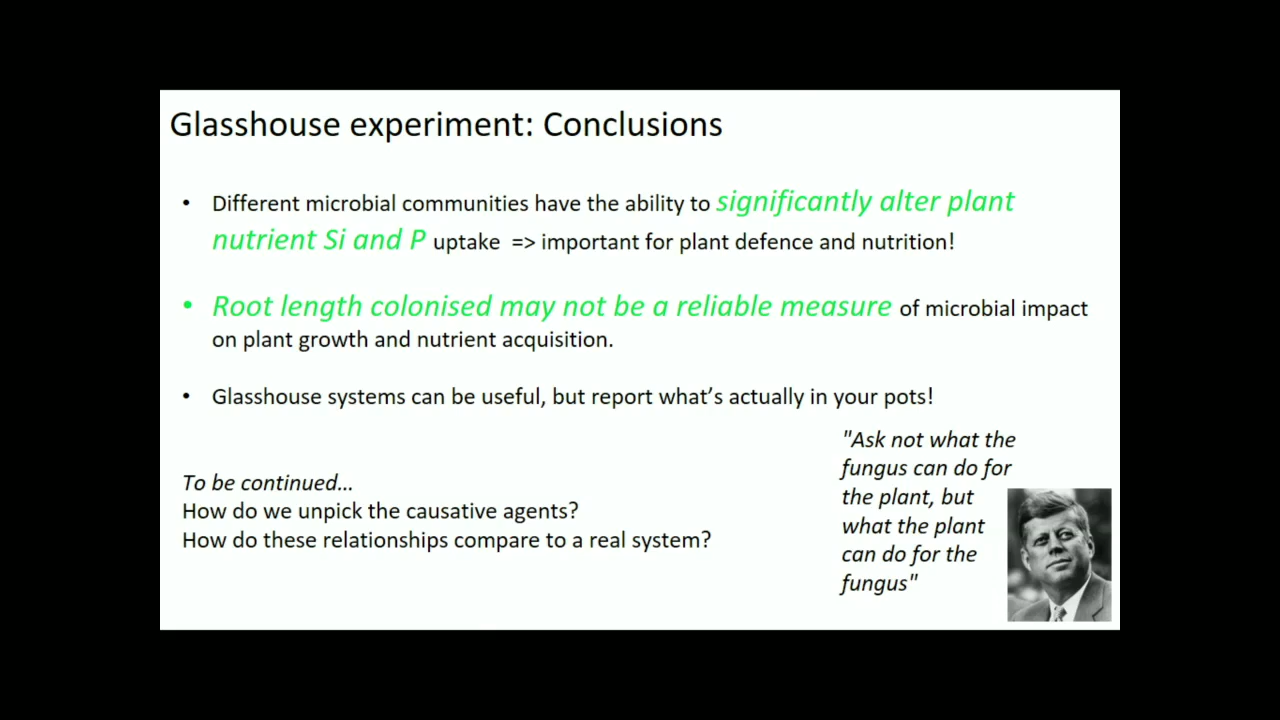 Glasshouse experiment: Conclusions
• Different microbial communities have the ability to significantly alter plant
nutrient Si and P uptake => important for plant defence and nutrition!
• Root length colonised may not be a reliable measure of microbial impact
on plant growth and nutrient acquisition.
• Glasshouse systems can be useful, but report what’s actually in your pots!
To be continued…
How do we unpick the causative agents?
How do these relationships compare to a real system?
"Ask not what the
fungus can do for
the plant, but
what the plant
can do for the
fungus"